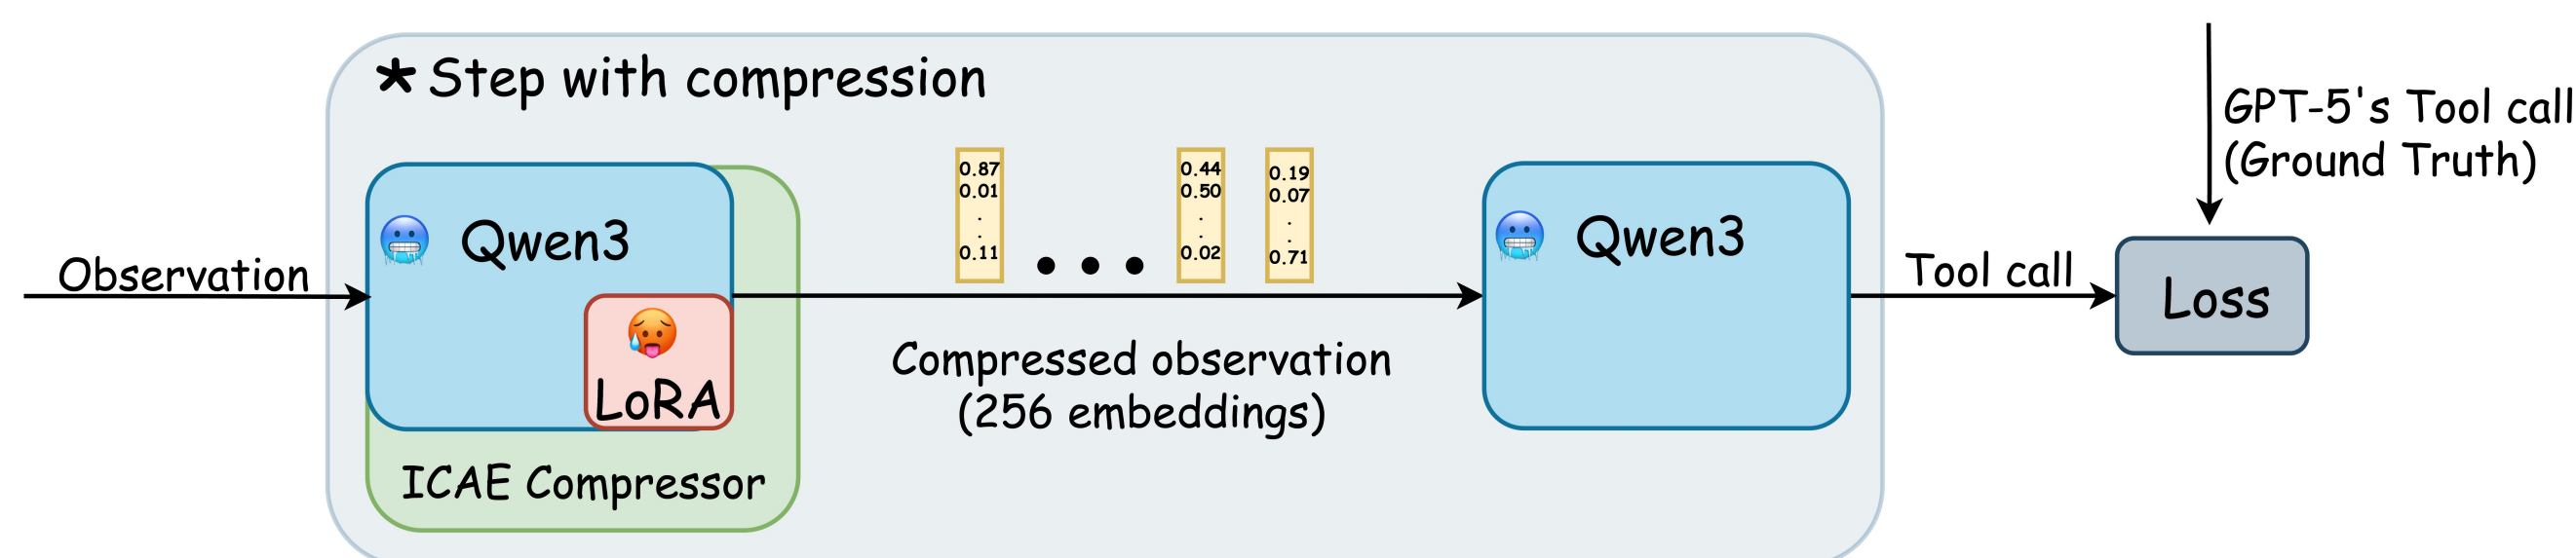 * Step with compression
Observation
Qwen3
LoRA
ICAE Compressor
0.87
0.01
.
.
0.11
...
0.44
0.50
.
.
0.02
0.19
0.07
.
.
0.71
Compressed observation
(256 embeddings)
Qwen3
Tool call
GPT-5's Tool call
(Ground Truth)
Loss